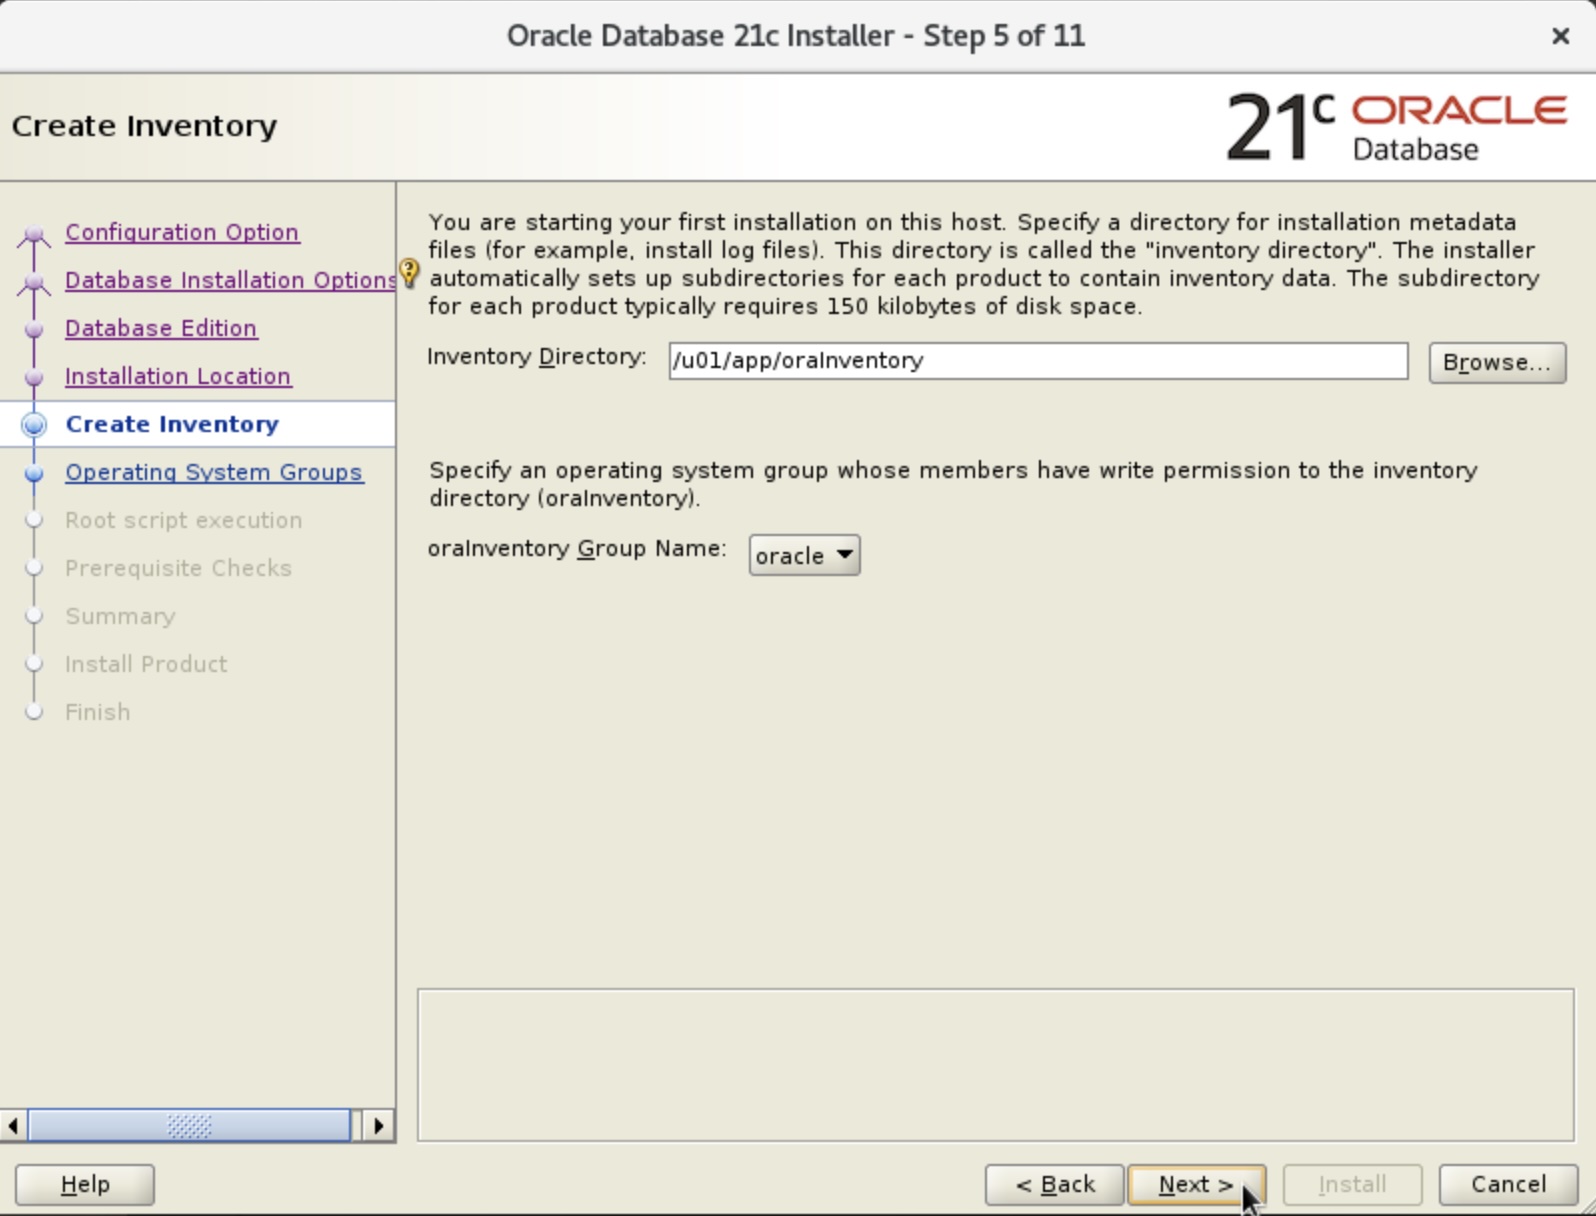 Oracle Database 21c Installer - Step 5 of 11
Create Inventory
21c ORACLE
Database
Configuration Option
Database Installation Options
Database Edition
Installation Location
Create Inventory
Operating System Groups
Root script execution
Prerequisite Checks
Summary
Install Product
Finish
You are starting your first installation on this host. Specify a directory for installation metadata
files (for example, install log files). This directory is called the "inventory directory". The installer
automatically sets up subdirectories for each product to contain inventory data. The subdirectory
for each product typically requires 150 kilobytes of disk space.
Inventory Directory: /u01/app/oraInventory Browse...
Specify an operating system group whose members have write permission to the inventory
directory (oraInventory).
oraInventory Group Name: oracle
Help < Back Next > Install Cancel